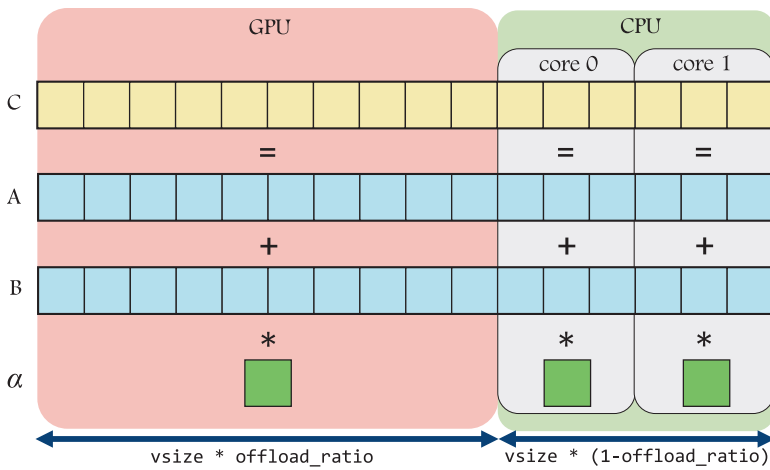 GPU
CPU
core 0
core 1
C
= = =
A
+ + +
B
* * *
α
vsize * offload_ratio
vsize * (1-offload_ratio)